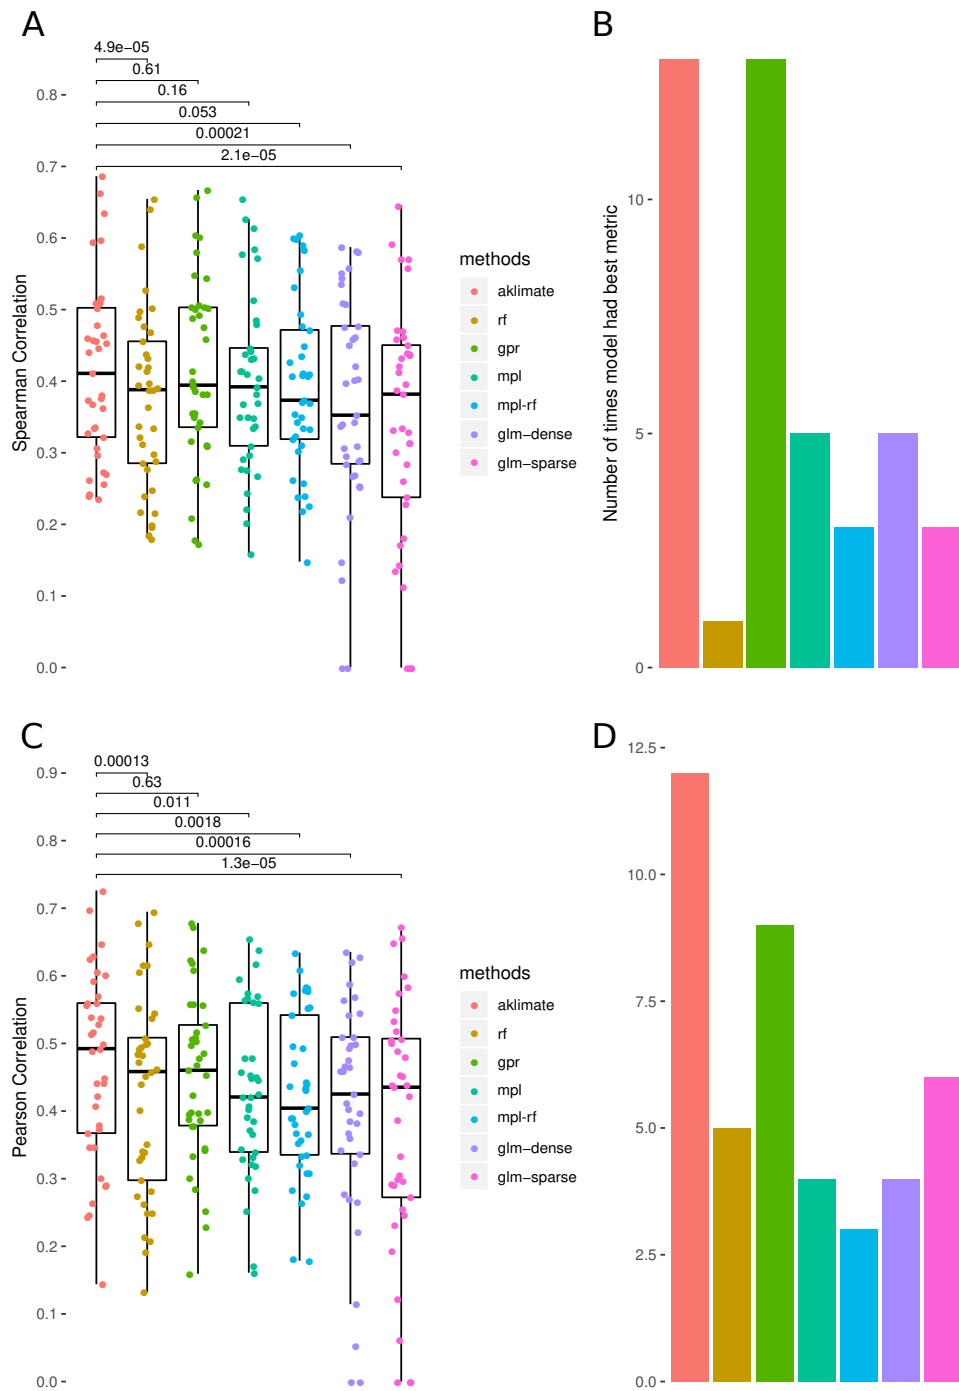 A
4.9e−05
0.61
0.16
0.053
0.00021
2.1e−05
0.8
0.7
0.6
0.5
0.4
0.3
0.2
0.1
0.0
Spearman Correlation
methods
aklimate
rf
gpr
mpl
mpl-rf
glm−dense
glm−sparse
B
10
5
0
Number of times model had best metric
C
0.00013
0.63
0.011
0.0018
0.00016
1.3e−05
0.9
0.8
0.7
0.6
0.5
0.4
0.3
0.2
0.1
0.0
Pearson Correlation
methods
aklimate
rf
gpr
mpl
mpl-rf
glm−dense
glm−sparse
D
12.5
10.0
7.5
5.0
2.5
0.0